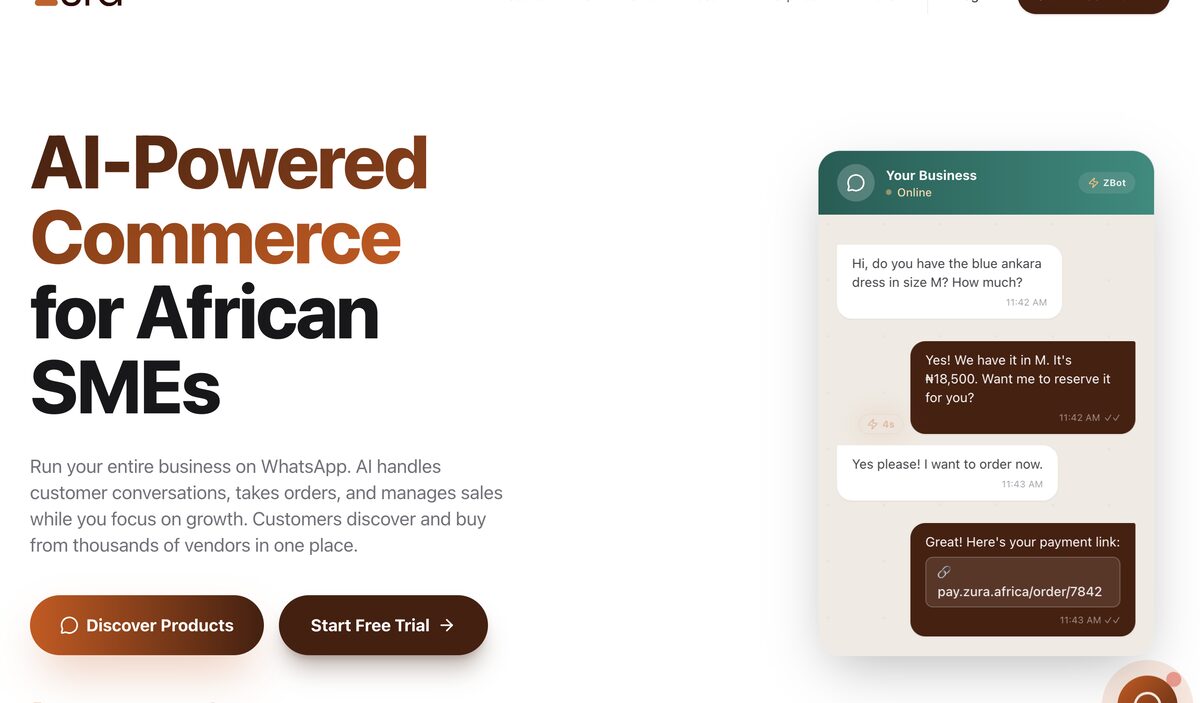 AI-Powered
Commerce
for African
SMEs
Run your entire business on WhatsApp. AI handles
customer conversations, takes orders, and manages sales
while you focus on growth. Customers discover and buy
from thousands of vendors in one place.
Discover Products
Start Free Trial →
Your Business
Online
ZBot
Hi, do you have the blue ankara
dress in size M? How much?
11:42 AM
Yes! We have it in M. It's
₦18,500. Want me to reserve it
for you?
11:42 AM ✓✓
4s
Yes please! I want to order now.
11:43 AM
Great! Here's your payment link:
pay.zura.africa/order/7842
11:43 AM ✓✓